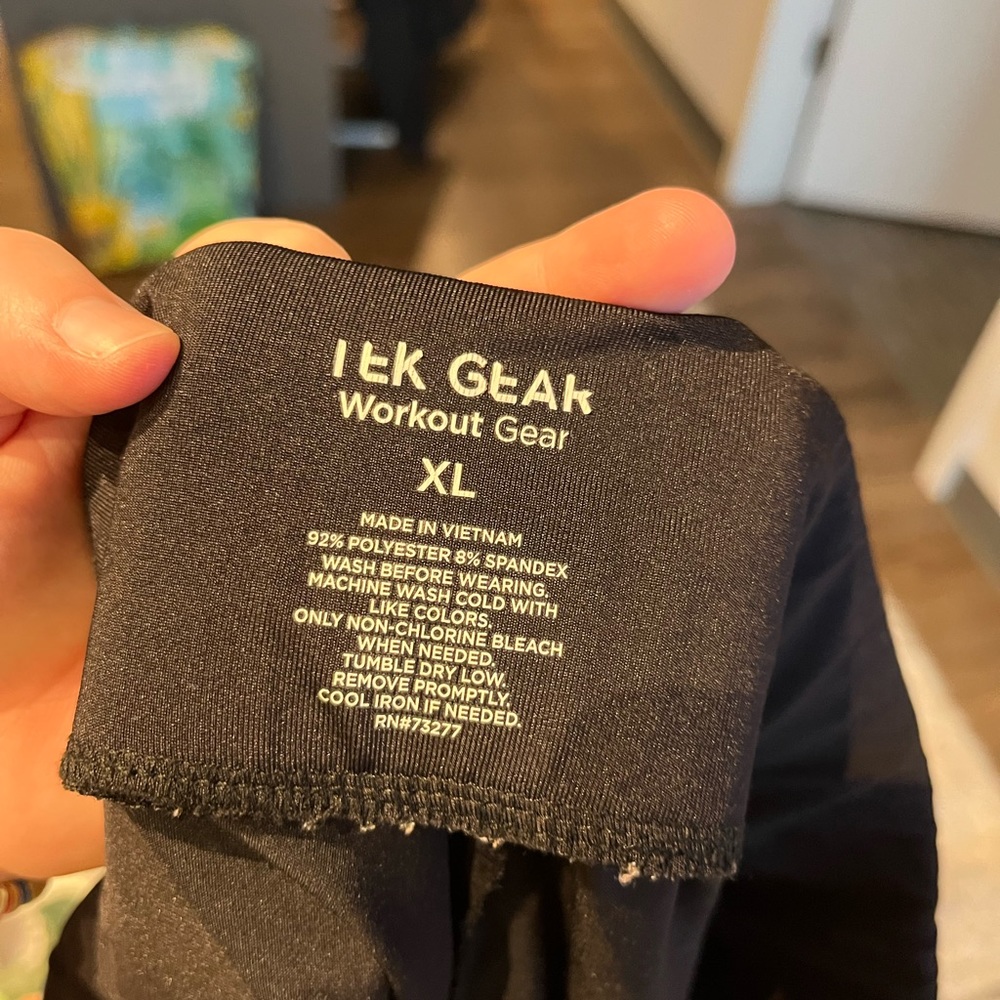 TEK GEAR
Workout Gear
XL
MADE IN VIETNAM
92% POLYESTER 8% SPANDEX
WASH BEFORE WEARING.
MACHINE WASH COLD WITH
LIKE COLORS.
ONLY NON-CHLORINE BLEACH
WHEN NEEDED.
TUMBLE DRY LOW.
REMOVE PROMPTLY.
COOL IRON IF NEEDED.
RN#73277